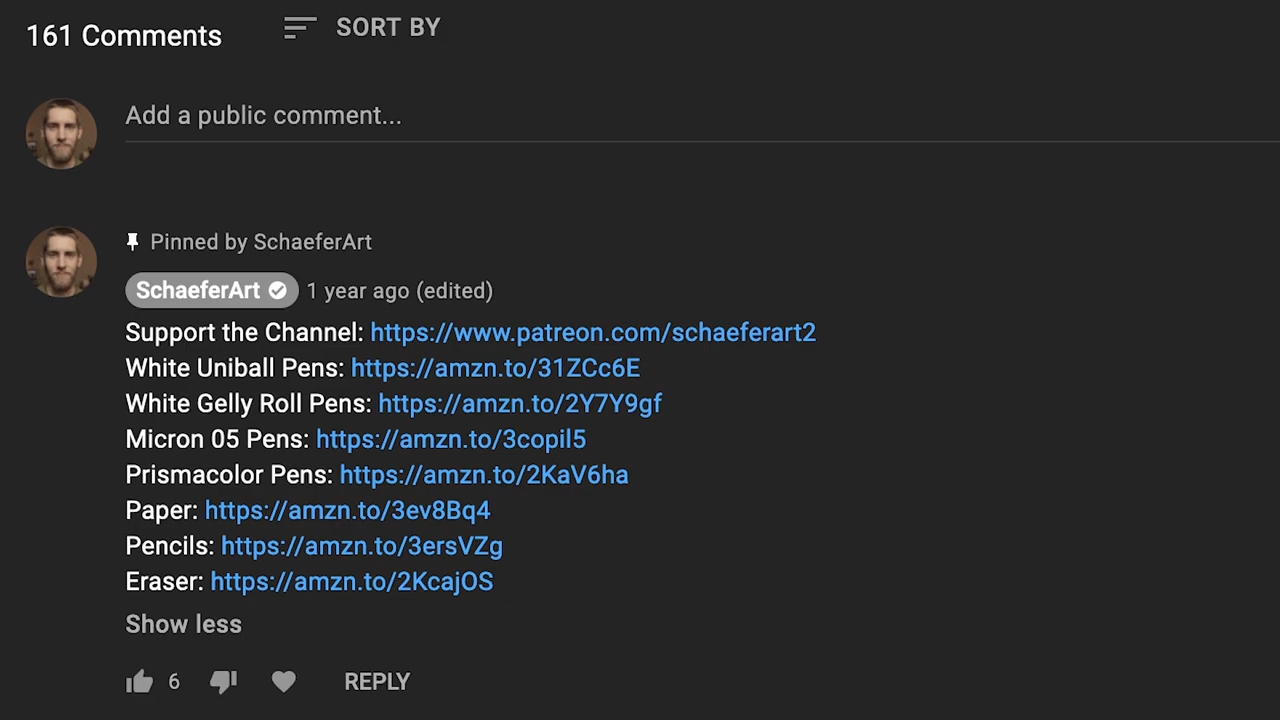 161 Comments
SORT BY
Add a public comment...
Pinned by SchaeferArt
SchaeferArt 1 year ago (edited)
Support the Channel: https://www.patreon.com/schaeferart2
White Uniball Pens: https://amzn.to/31ZCc6E
White Gelly Roll Pens: https://amzn.to/2Y7Y9gf
Micron 05 Pens: https://amzn.to/3copil5
Prismacolor Pens: https://amzn.to/2KaV6ha
Paper: https://amzn.to/3ev8Bq4
Pencils: https://amzn.to/3ersVZg
Eraser: https://amzn.to/2KcajOS
Show less
6
REPLY